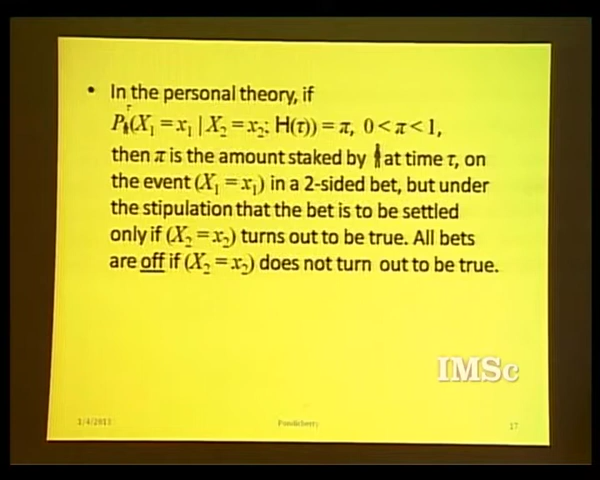 • In the personal theory, if
P(X₁ = x₁ | X₂ = x₂; H(τ)) = π, 0 < π < 1,
then π is the amount staked by at time τ, on
the event (X₁ = x₁) in a 2-sided bet, but under
the stipulation that the bet is to be settled
only if (X₂ = x₂) turns out to be true. All bets
are off if (X₂ = x₂) does not turn out to be true.
IMSc
Pondicherry
17